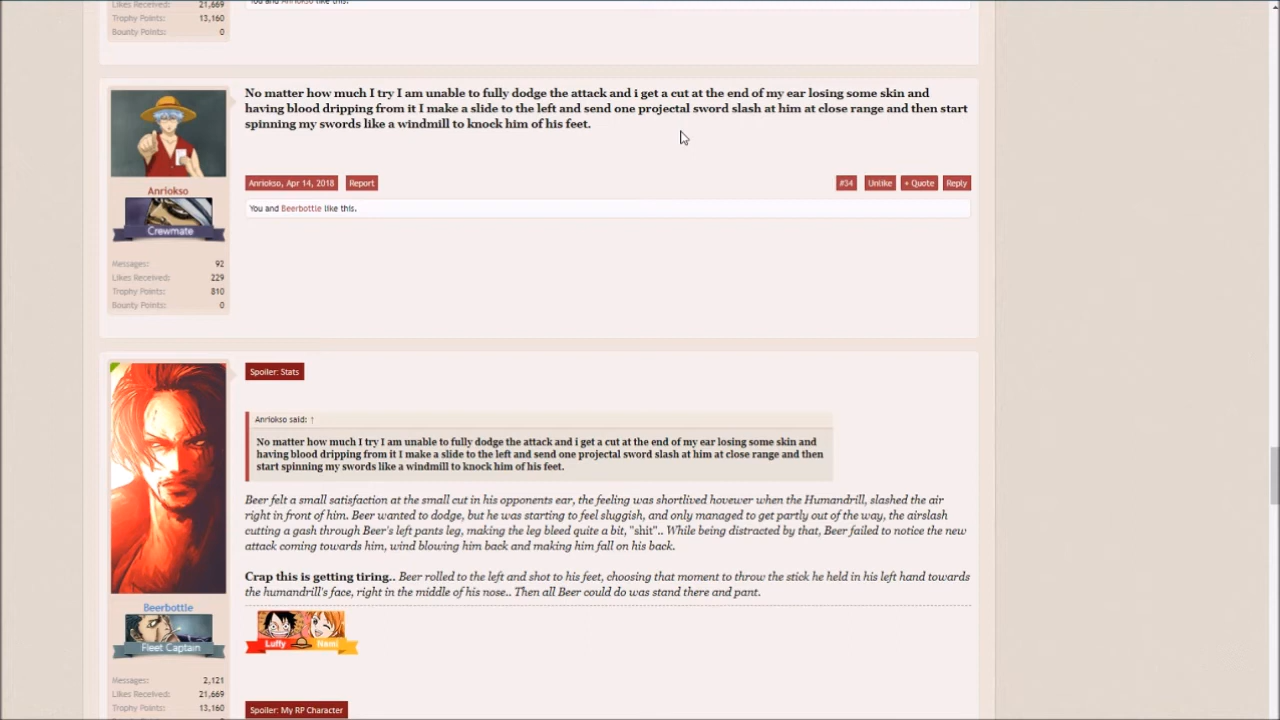 Likes Received: 21,669
Trophy Points: 13,160
Bounty Points: 0
You and Anriokso like this.
No matter how much I try I am unable to fully dodge the attack and i get a cut at the end of my ear losing some skin and
having blood dripping from it I make a slide to the left and send one projectal sword slash at him at close range and then start
spinning my swords like a windmill to knock him of his feet.
Anriokso, Apr 14, 2018 Report #34 Unlike + Quote Reply
Anriokso
You and Beerbottle like this.
Crewmate
Messages: 92
Likes Received: 229
Trophy Points: 810
Bounty Points: 0
Spoiler: Stats
Anriokso said: ↑
No matter how much I try I am unable to fully dodge the attack and i get a cut at the end of my ear losing some skin and
having blood dripping from it I make a slide to the left and send one projectal sword slash at him at close range and then
start spinning my swords like a windmill to knock him of his feet.
Beer felt a small satisfaction at the small cut in his opponents ear, the feeling was shortlived hovewer when the Humandrill, slashed the air
right in front of him. Beer wanted to dodge, but he was starting to feel sluggish, and only managed to get partly out of the way, the airslash
cutting a gash through Beer's left pants leg, making the leg bleed quite a bit, "shit".. While being distracted by that, Beer failed to notice the new
attack coming towards him, wind blowing him back and making him fall on his back.
Crap this is getting tiring.. Beer rolled to the left and shot to his feet, choosing that moment to throw the stick he held in his left hand towards
the humandrill's face, right in the middle of his nose.. Then all Beer could do was stand there and pant.
Beerbottle
Fleet Captain
Luffy Nami
Messages: 2,121
Likes Received: 21,669
Trophy Points: 13,160
Spoiler: My RP Character